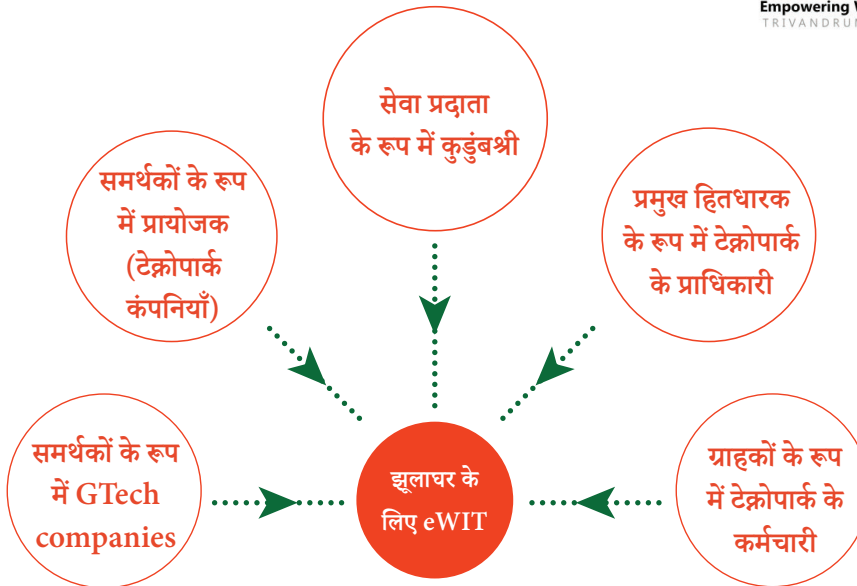 Empowering
TRIVANDRUM
सेवा प्रदाता
के रूप में कुडुंबश्री
समर्थकों के रूप
में प्रायोजक
(टेक्नोपार्क
कंपनियाँ)
प्रमुख हितधारक
के रूप में टेक्नोपार्क
के प्राधिकारी
समर्थकों के रूप
में GTech
companies
झूलाघर के
लिए eWIT
ग्राहकों के रूप
में टेक्नोपार्क के
कर्मचारी